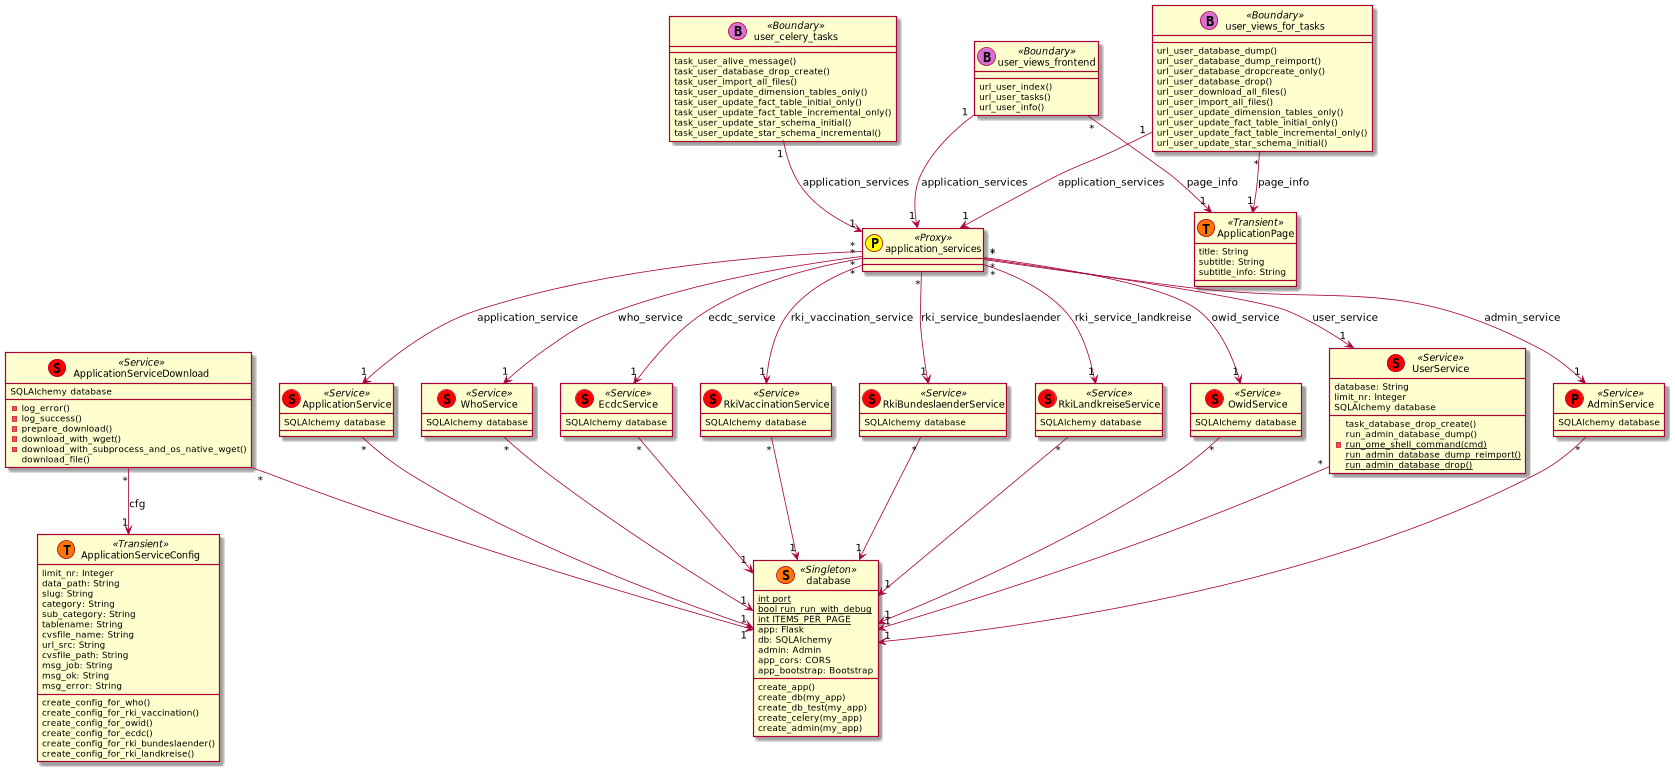 B «Boundary»
user_celery_tasks
task_user_alive_message()
task_user_database_drop_create()
task_user_import_all_files()
task_user_update_dimension_tables_only()
task_user_update_fact_table_initial_only()
task_user_update_fact_table_incremental_only()
task_user_update_star_schema_initial()
task_user_update_star_schema_incremental()
B «Boundary»
user_views_frontend
url_user_index()
url_user_tasks()
url_user_info()
B «Boundary»
user_views_for_tasks
url_user_database_dump()
url_user_database_dump_reimport()
url_user_database_dropcreate_only()
url_user_database_drop()
url_user_download_all_files()
url_user_import_all_files()
url_user_update_dimension_tables_only()
url_user_update_fact_table_initial_only()
url_user_update_fact_table_incremental_only()
url_user_update_star_schema_initial()
1
1
*
1
*
application_services
application_services
application_services
page_info
page_info
1
1
1
1
1
P «Proxy»
application_services
T «Transient»
ApplicationPage
title: String
subtitle: String
subtitle_info: String
*
*
*
*
*
*
*
*
*
application_service
who_service
ecdc_service
rki_vaccination_service
rki_service_bundeslaender
rki_service_landkreise
owid_service
user_service
admin_service
1
1
1
1
1
1
1
1
1
S «Service»
ApplicationServiceDownload
SQLAlchemy database
log_error()
log_success()
prepare_download()
download_with_wget()
download_with_subprocess_and_os_native_wget()
download_file()
S «Service»
ApplicationService
SQLAlchemy database
S «Service»
WhoService
SQLAlchemy database
S «Service»
EcdcService
SQLAlchemy database
S «Service»
RkiVaccinationService
SQLAlchemy database
S «Service»
RkiBundeslaenderService
SQLAlchemy database
S «Service»
RkiLandkreiseService
SQLAlchemy database
S «Service»
OwidService
SQLAlchemy database
S «Service»
UserService
database: String
limit_nr: Integer
SQLAlchemy database
task_database_drop_create()
run_admin_database_dump()
run_ome_shell_command(cmd)
run_admin_database_dump_reimport()
run_admin_database_drop()
P «Service»
AdminService
SQLAlchemy database
*
*
*
*
*
*
*
*
*
*
*
cfg
1
T «Transient»
ApplicationServiceConfig
limit_nr: Integer
data_path: String
slug: String
category: String
sub_category: String
tablename: String
cvsfile_name: String
url_src: String
cvsfile_path: String
msg_job: String
msg_ok: String
msg_error: String
create_config_for_who()
create_config_for_rki_vaccination()
create_config_for_owid()
create_config_for_ecdc()
create_config_for_rki_bundeslaender()
create_config_for_rki_landkreise()
1
1
1
1
1
1
1
1
1
1
S «Singleton»
database
int port
bool run_run_with_debug
int ITEMS_PER_PAGE
app: Flask
db: SQLAlchemy
admin: Admin
app_cors: CORS
app_bootstrap: Bootstrap
create_app()
create_db(my_app)
create_db_test(my_app)
create_celery(my_app)
create_admin(my_app)